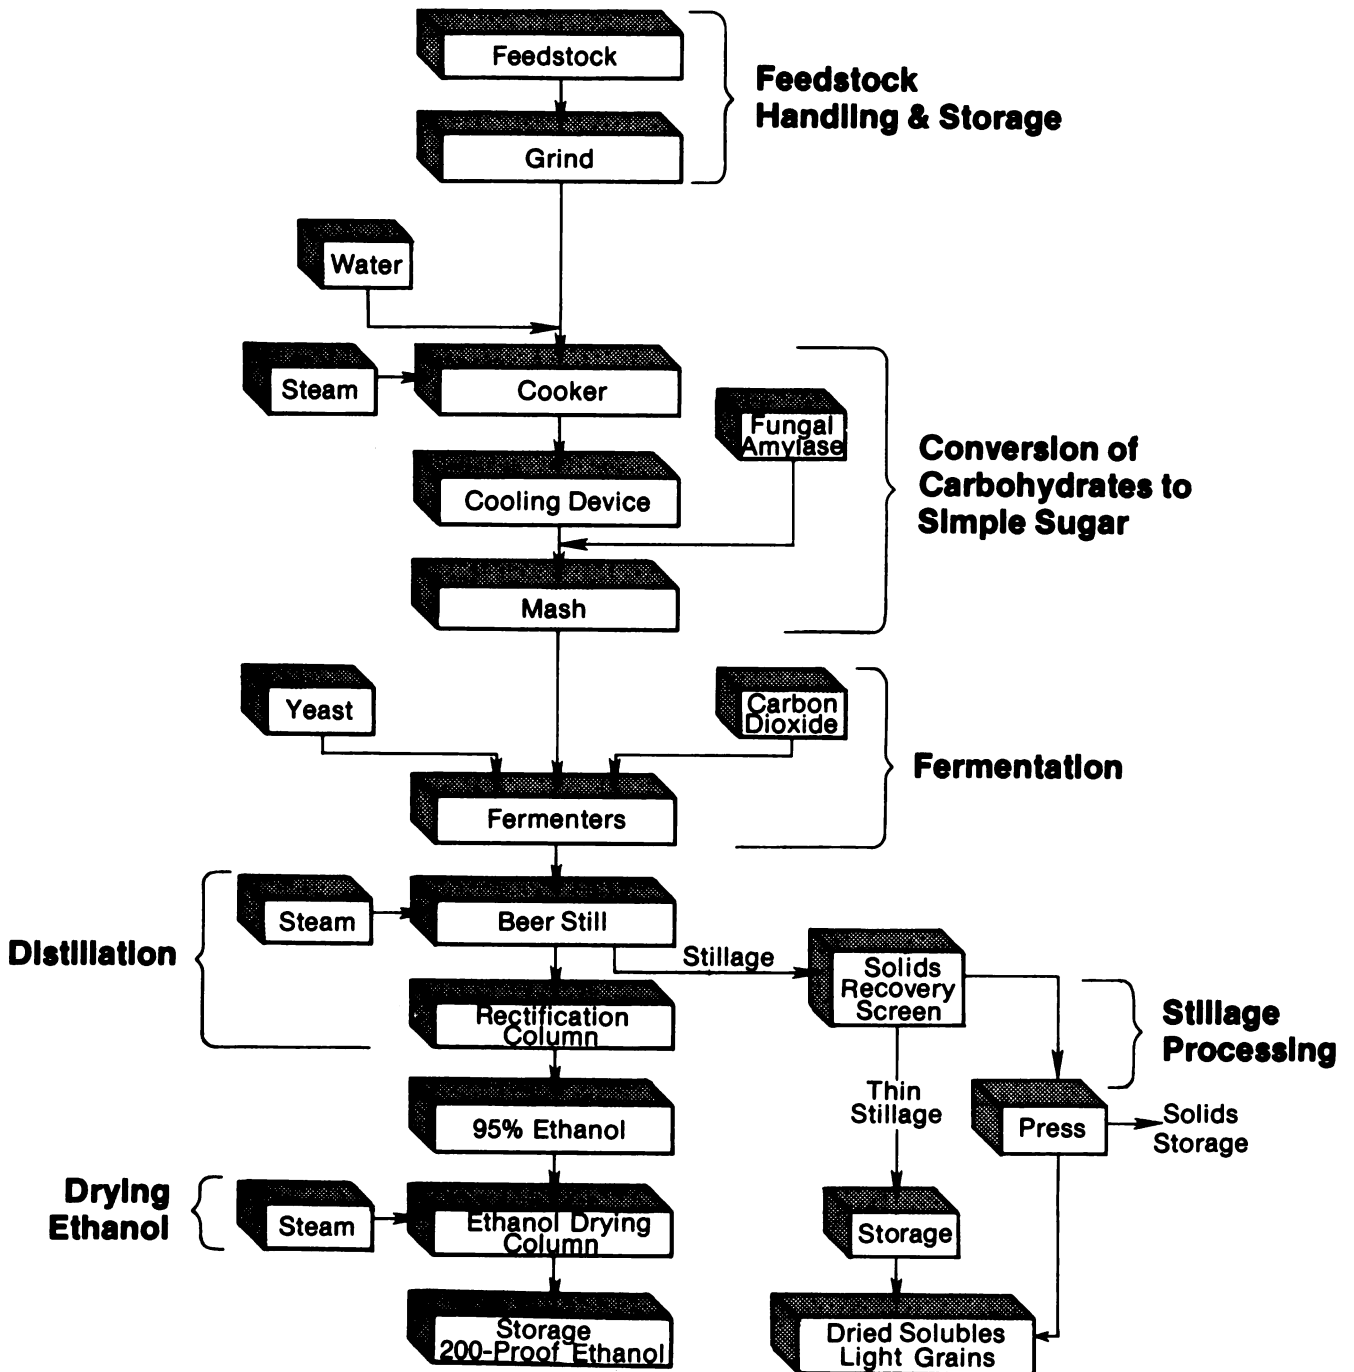 Feedstock
Feedstock
Handling & Storage
Grind
Water
Steam
Cooker
Fungal
Amylase
Conversion of
Carbohydrates to
Simple Sugar
Cooling Device
Mash
Yeast
Carbon
Dioxide
Fermentation
Fermenters
Distillation
Steam
Beer Still
Stillage
Solids
Recovery
Screen
Rectification
Column
Stillage
Processing
Thin
Stillage
Press
Solids
Storage
95% Ethanol
Drying
Ethanol
Steam
Ethanol Drying
Column
Storage
Storage
200-Proof Ethanol
Dried Solubles
Light Grains